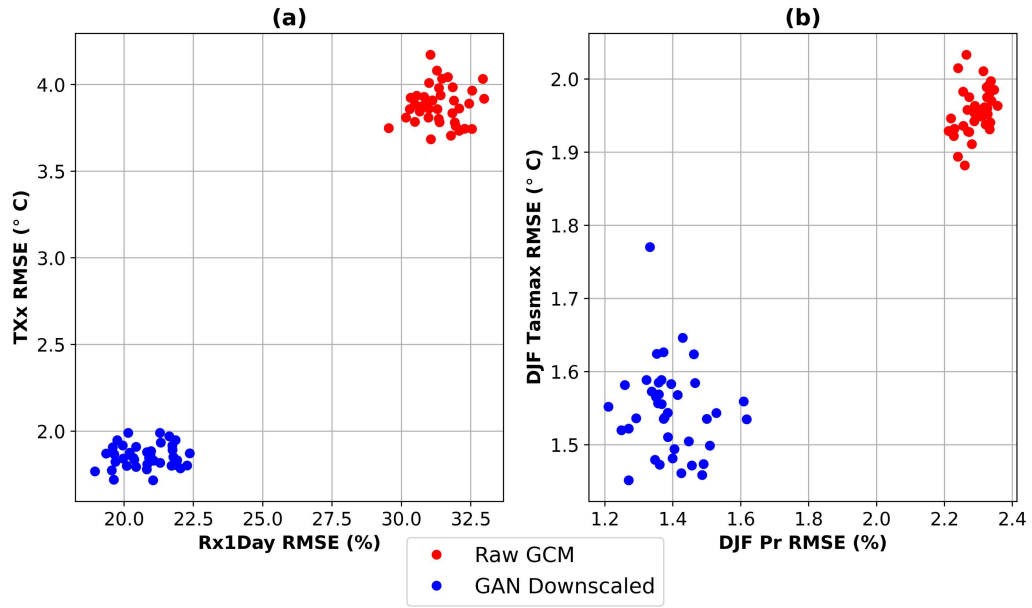 (a)
TXx RMSE (° C)
4.0
3.5
3.0
2.5
2.0
20.0 22.5 25.0 27.5 30.0 32.5
Rx1Day RMSE (%)
(b)
DJF Tasmax RMSE (° C)
2.0
1.9
1.8
1.7
1.6
1.5
1.2 1.4 1.6 1.8 2.0 2.2 2.4
DJF Pr RMSE (%)
Raw GCM
GAN Downscaled